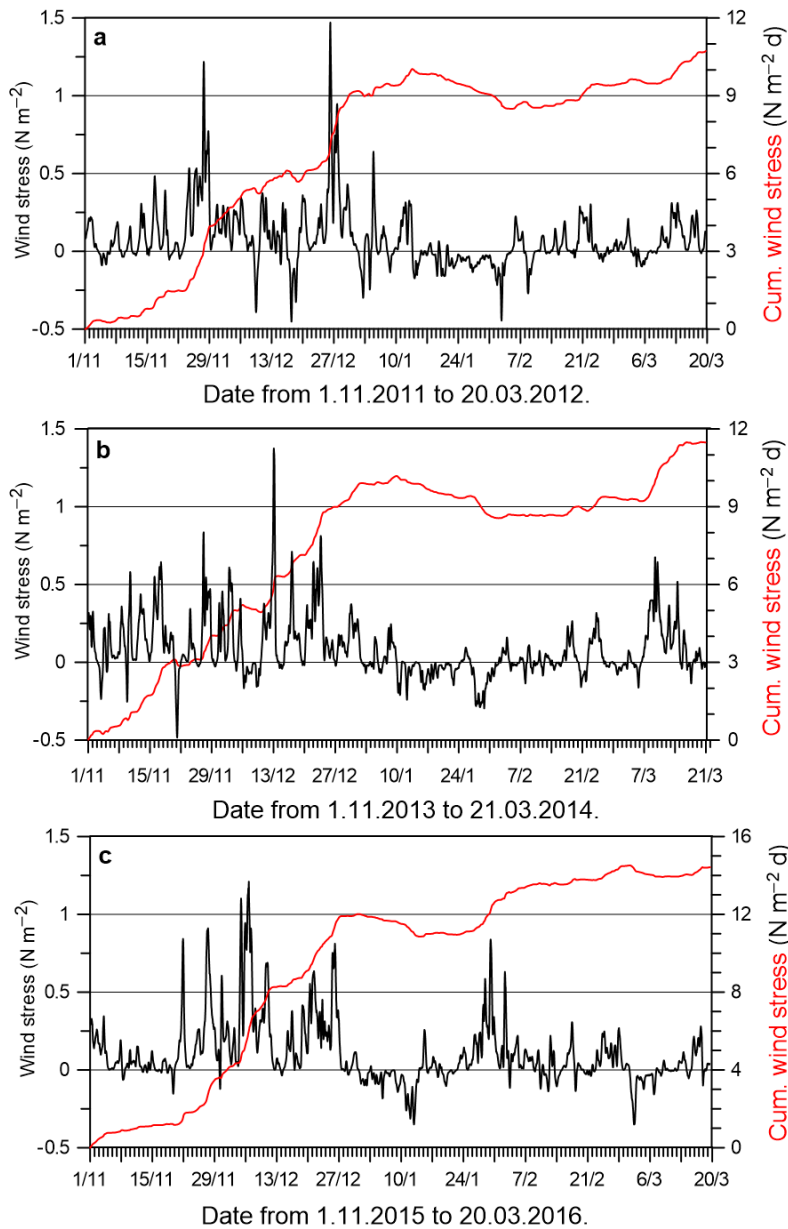 a
Wind stress (N m−2)
1.5
1
0.5
0
-0.5
12
9
6
3
0
Cum. wind stress (N m−2 d)
1/11 15/11 29/11 13/12 27/12 10/1 24/1 7/2 21/2 6/3 20/3
Date from 1.11.2011 to 20.03.2012.
b
Wind stress (N m−2)
1.5
1
0.5
0
-0.5
12
9
6
3
0
Cum. wind stress (N m−2 d)
1/11 15/11 29/11 13/12 27/12 10/1 24/1 7/2 21/2 7/3 21/3
Date from 1.11.2013 to 21.03.2014.
c
Wind stress (N m−2)
1.5
1
0.5
0
-0.5
16
12
8
4
0
Cum. wind stress (N m−2 d)
1/11 15/11 29/11 13/12 27/12 10/1 24/1 7/2 21/2 6/3 20/3
Date from 1.11.2015 to 20.03.2016.